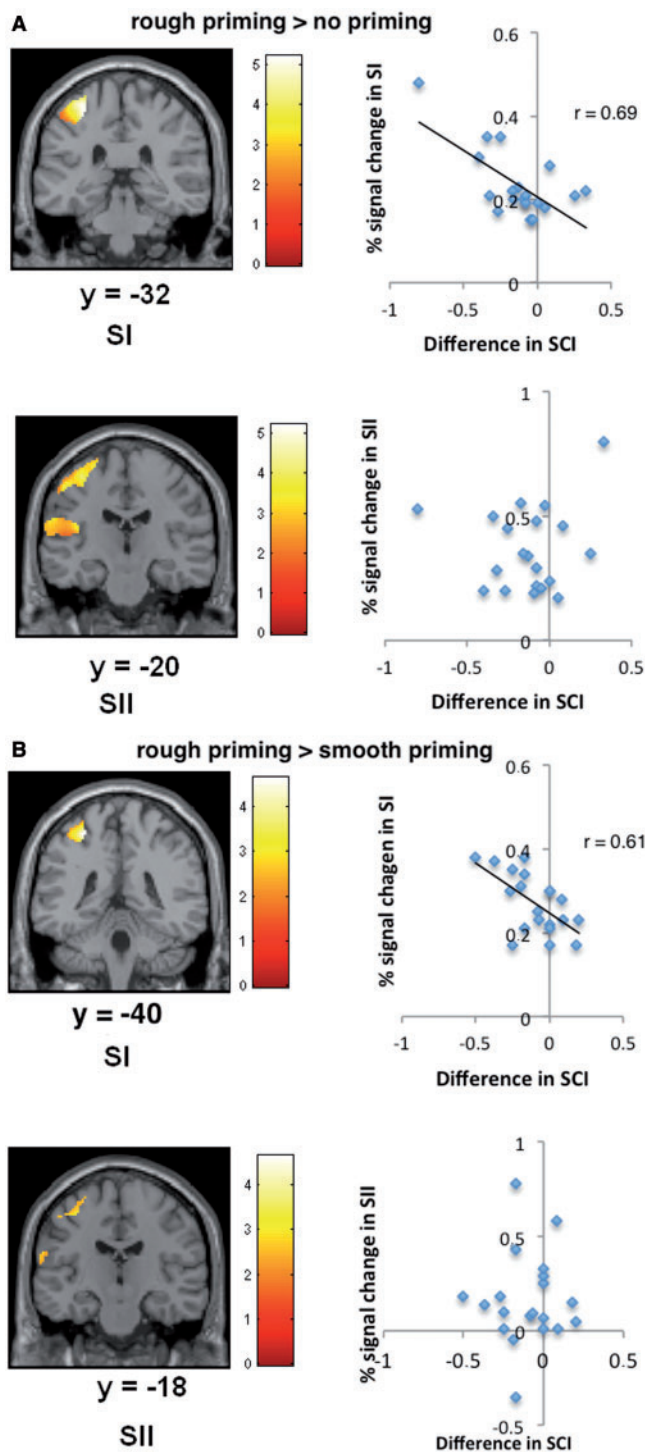 A rough priming > no priming
5
4
3
2
1
0
y = -32
SI
% signal change in SI
0.6
0.4
0.2
0
r = 0.69
-1 -0.5 0 0.5
Difference in SCI
5
4
3
2
1
0
y = -20
SII
% signal change in SII
1
0.5
0
-1 -0.5 0 0.5
Difference in SCI
B rough priming > smooth priming
4
3
2
1
0
y = -40
SI
% signal chagen in SI
0.6
0.4
0.2
0
r = 0.61
-1 -0.5 0 0.5
Difference in SCI
4
3
2
1
0
y = -18
SII
% signal change in SII
1
0.5
0
-0.5
-1 -0.5 0 0.5
Difference in SCI